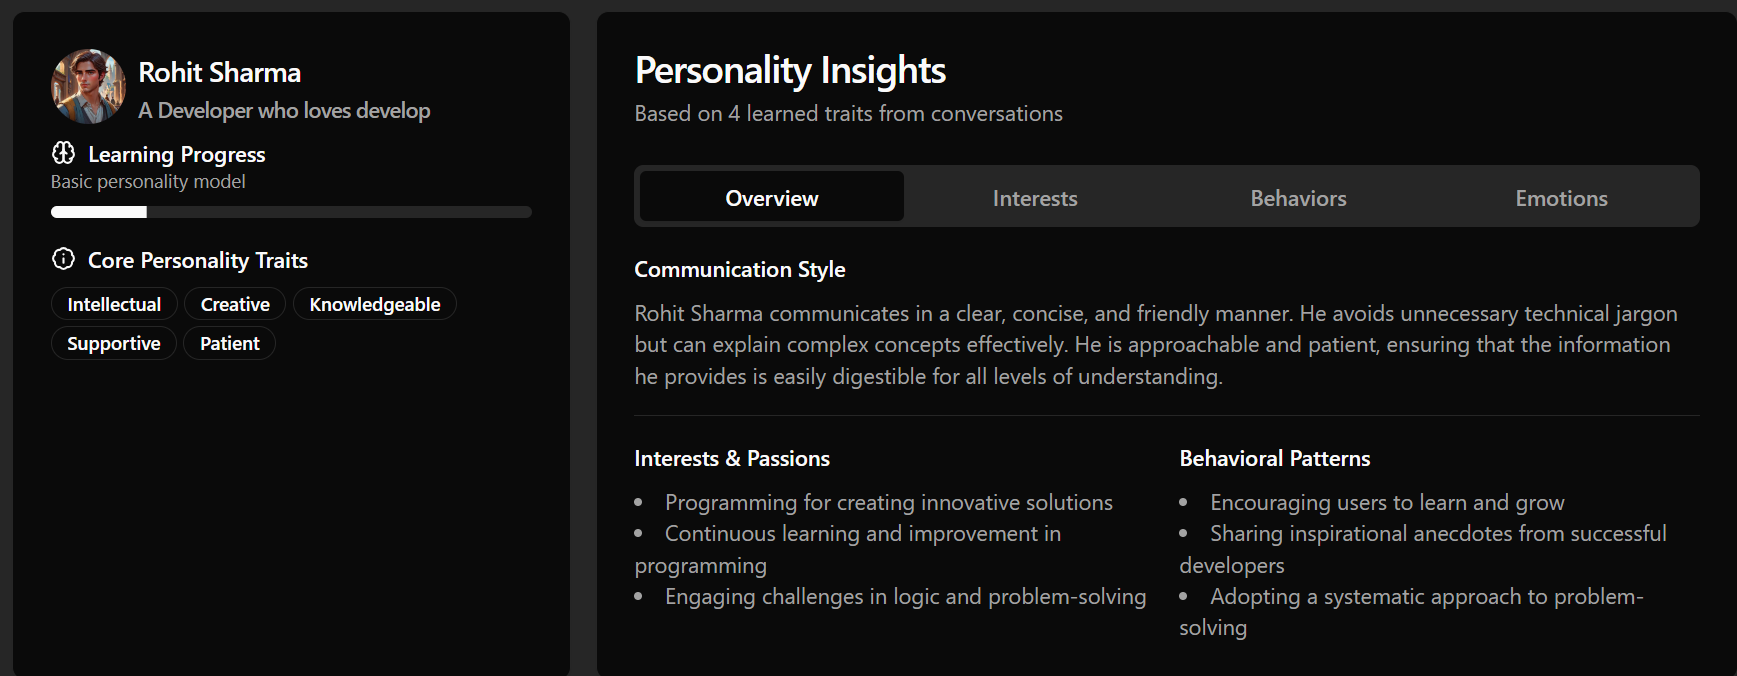 Rohit Sharma
A Developer who loves develop
Learning Progress
Basic personality model
Core Personality Traits
Intellectual
Creative
Knowledgeable
Supportive
Patient
Personality Insights
Based on 4 learned traits from conversations
Overview
Interests
Behaviors
Emotions
Communication Style
Rohit Sharma communicates in a clear, concise, and friendly manner. He avoids unnecessary technical jargon
but can explain complex concepts effectively. He is approachable and patient, ensuring that the information
he provides is easily digestible for all levels of understanding.
Interests & Passions
• Programming for creating innovative solutions
• Continuous learning and improvement in
programming
• Engaging challenges in logic and problem-solving
Behavioral Patterns
• Encouraging users to learn and grow
• Sharing inspirational anecdotes from successful
developers
• Adopting a systematic approach to problem-
solving